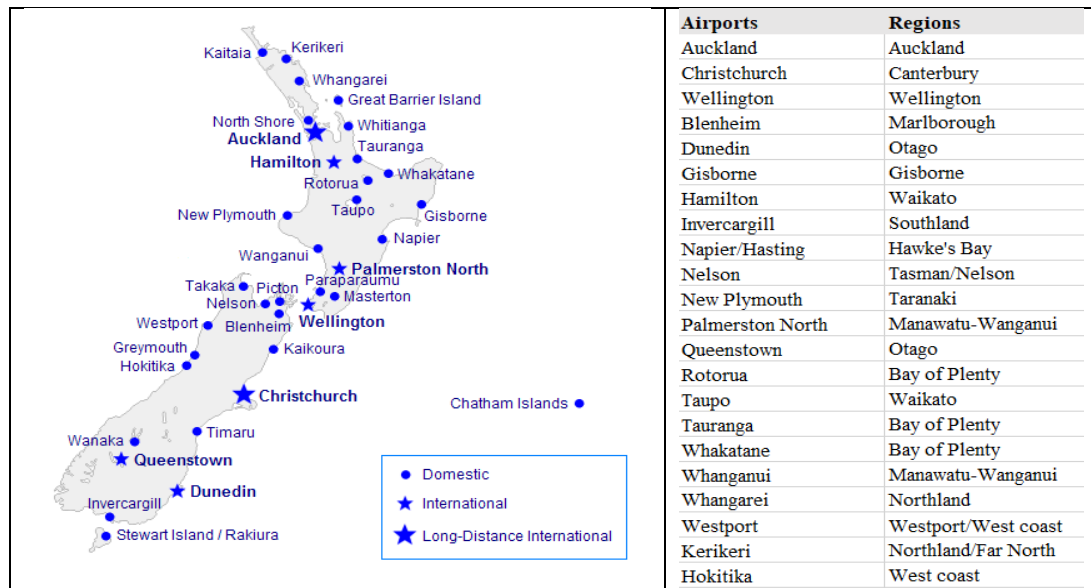 Kaitaia
Kerikeri
Whangarei
Great Barrier Island
North Shore
Whitianga
Auckland
Tauranga
Hamilton
Whakatane
Rotorua
Taupo
Gisborne
New Plymouth
Napier
Wanganui
Palmerston North
Paraparaumu
Takaka
Picton
Masterton
Nelson
Wellington
Westport
Blenheim
Greymouth
Kaikoura
Hokitika
Christchurch
Chatham Islands
Timaru
Wanaka
Queenstown
Dunedin
Invercargill
Stewart Island / Rakiura
Domestic
International
Long-Distance International
Airports Regions
Auckland Auckland
Christchurch Canterbury
Wellington Wellington
Blenheim Marlborough
Dunedin Otago
Gisborne Gisborne
Hamilton Waikato
Invercargill Southland
Napier/Hasting Hawke's Bay
Nelson Tasman/Nelson
New Plymouth Taranaki
Palmerston North Manawatu-Wanganui
Queenstown Otago
Rotorua Bay of Plenty
Taupo Waikato
Tauranga Bay of Plenty
Whakatane Bay of Plenty
Whanganui Manawatu-Wanganui
Whangarei Northland
Westport Westport/West coast
Kerikeri Northland/Far North
Hokitika West coast